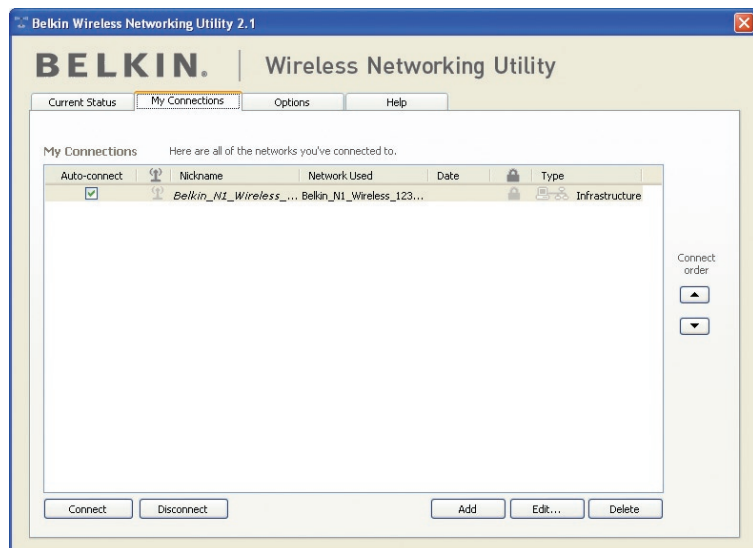 Belkin Wireless Networking Utility 2.1
BELKIN. | Wireless Networking Utility
Current Status My Connections Options Help
My Connections Here are all of the networks you've connected to.
Auto-connect Nickname Network Used Date Type
Belkin_N1_Wireless_... Belkin_N1_Wireless_123... Infrastructure
Connect
order
Connect Disconnect Add Edit... Delete